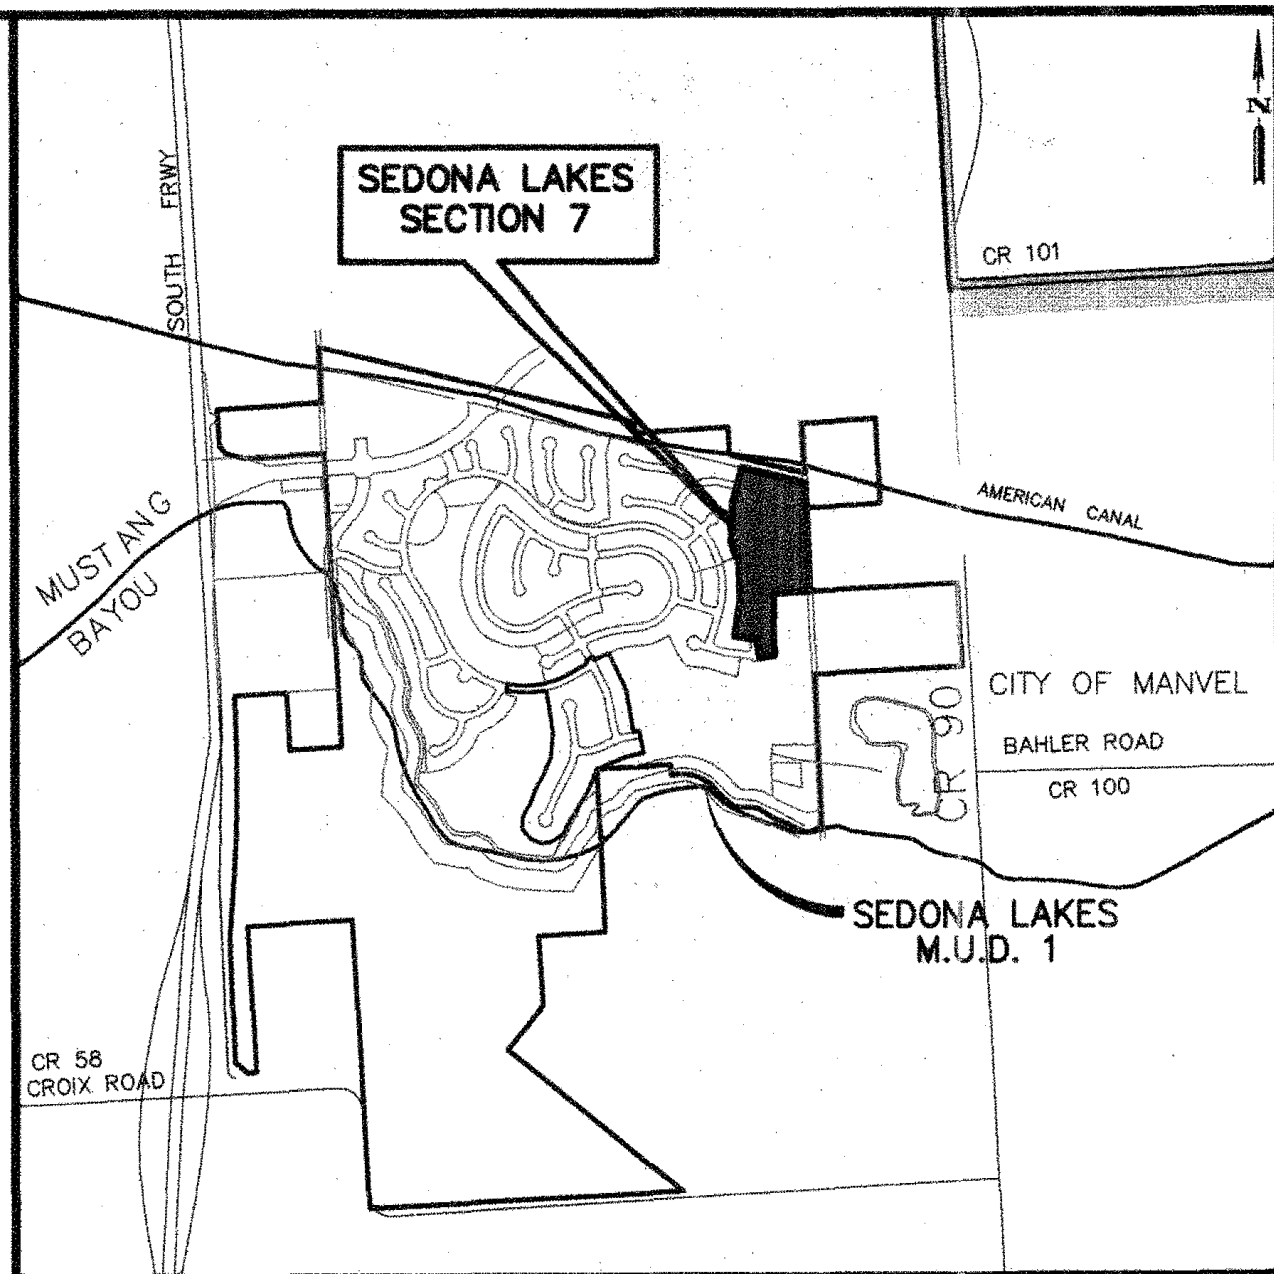 N
SOUTH FRWY
SEDONA LAKES
SECTION 7
CR 101
AMERICAN CANAL
MUSTANG
BAYOU
CITY OF MANVEL
CR 90
BAHLER ROAD
CR 100
SEDONA LAKES
M.U.D. 1
CR 58
CROIX ROAD